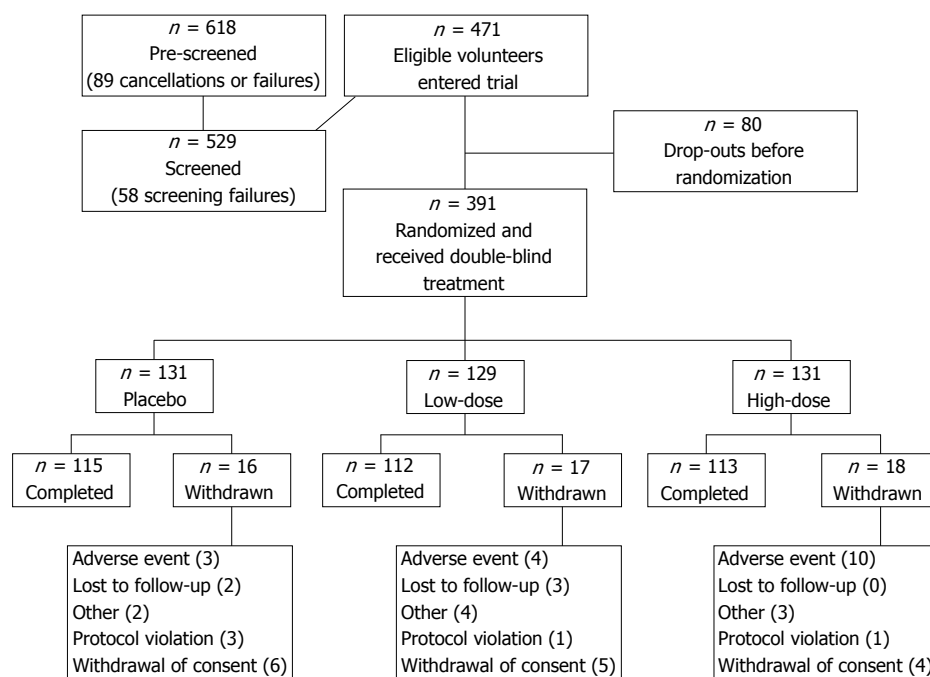 n = 618
Pre-screened
(89 cancellations or failures)
n = 471
Eligible volunteers
entered trial
n = 529
Screened
(58 screening failures)
n = 80
Drop-outs before
randomization
n = 391
Randomized and
received double-blind
treatment
n = 131
Placebo
n = 129
Low-dose
n = 131
High-dose
n = 115
Completed
n = 16
Withdrawn
n = 112
Completed
n = 17
Withdrawn
n = 113
Completed
n = 18
Withdrawn
Adverse event (3)
Lost to follow-up (2)
Other (2)
Protocol violation (3)
Withdrawal of consent (6)
Adverse event (4)
Lost to follow-up (3)
Other (4)
Protocol violation (1)
Withdrawal of consent (5)
Adverse event (10)
Lost to follow-up (0)
Other (3)
Protocol violation (1)
Withdrawal of consent (4)